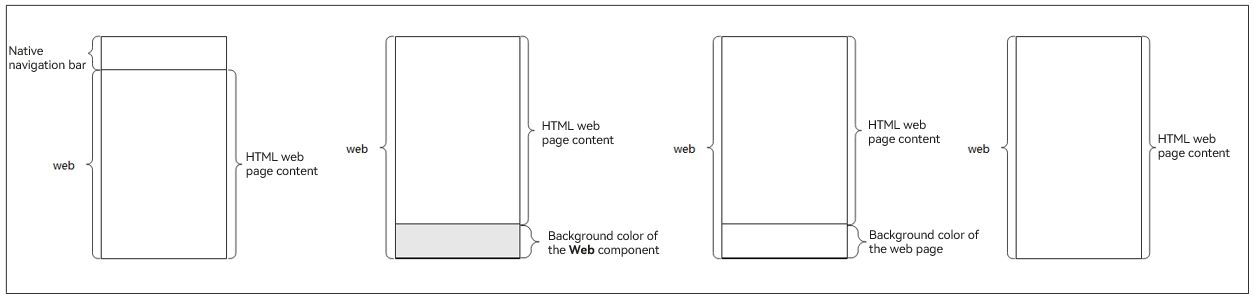 Native
navigation bar
web
HTML web
page content
web
HTML web
page content
Background color of
the Web component
web
HTML web
page content
Background color of
the web page
web
HTML web
page content